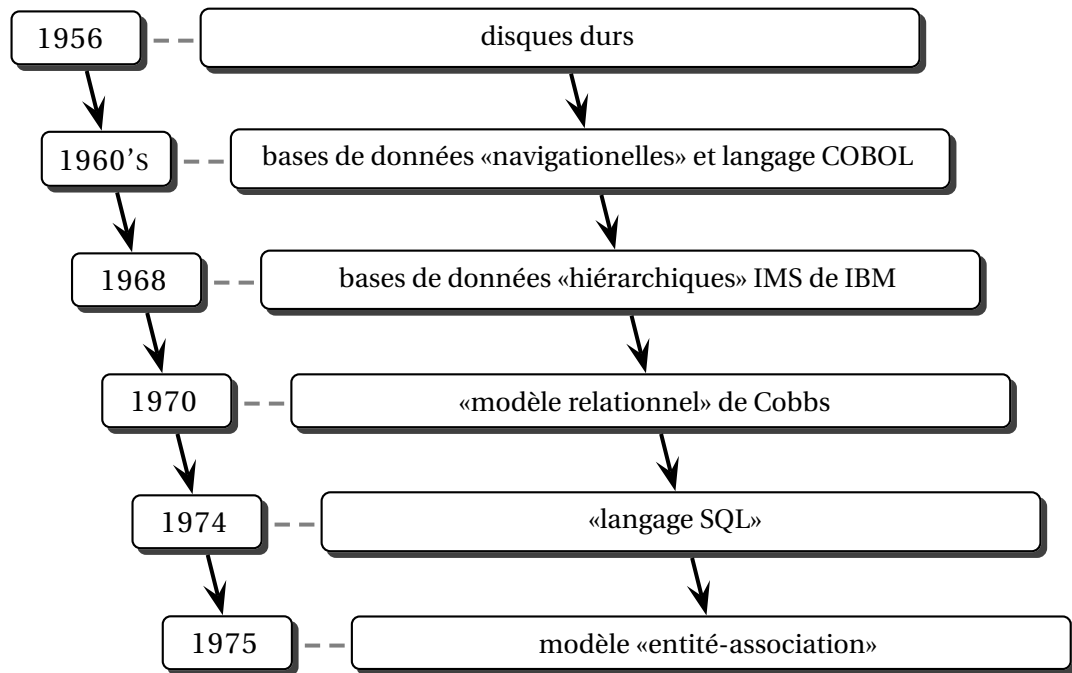 1956
disques durs
1960's
bases de données «navigationelles» et langage COBOL
1968
bases de données «hiérarchiques» IMS de IBM
1970
«modèle relationnel» de Cobbs
1974
«langage SQL»
1975
modèle «entité-association»